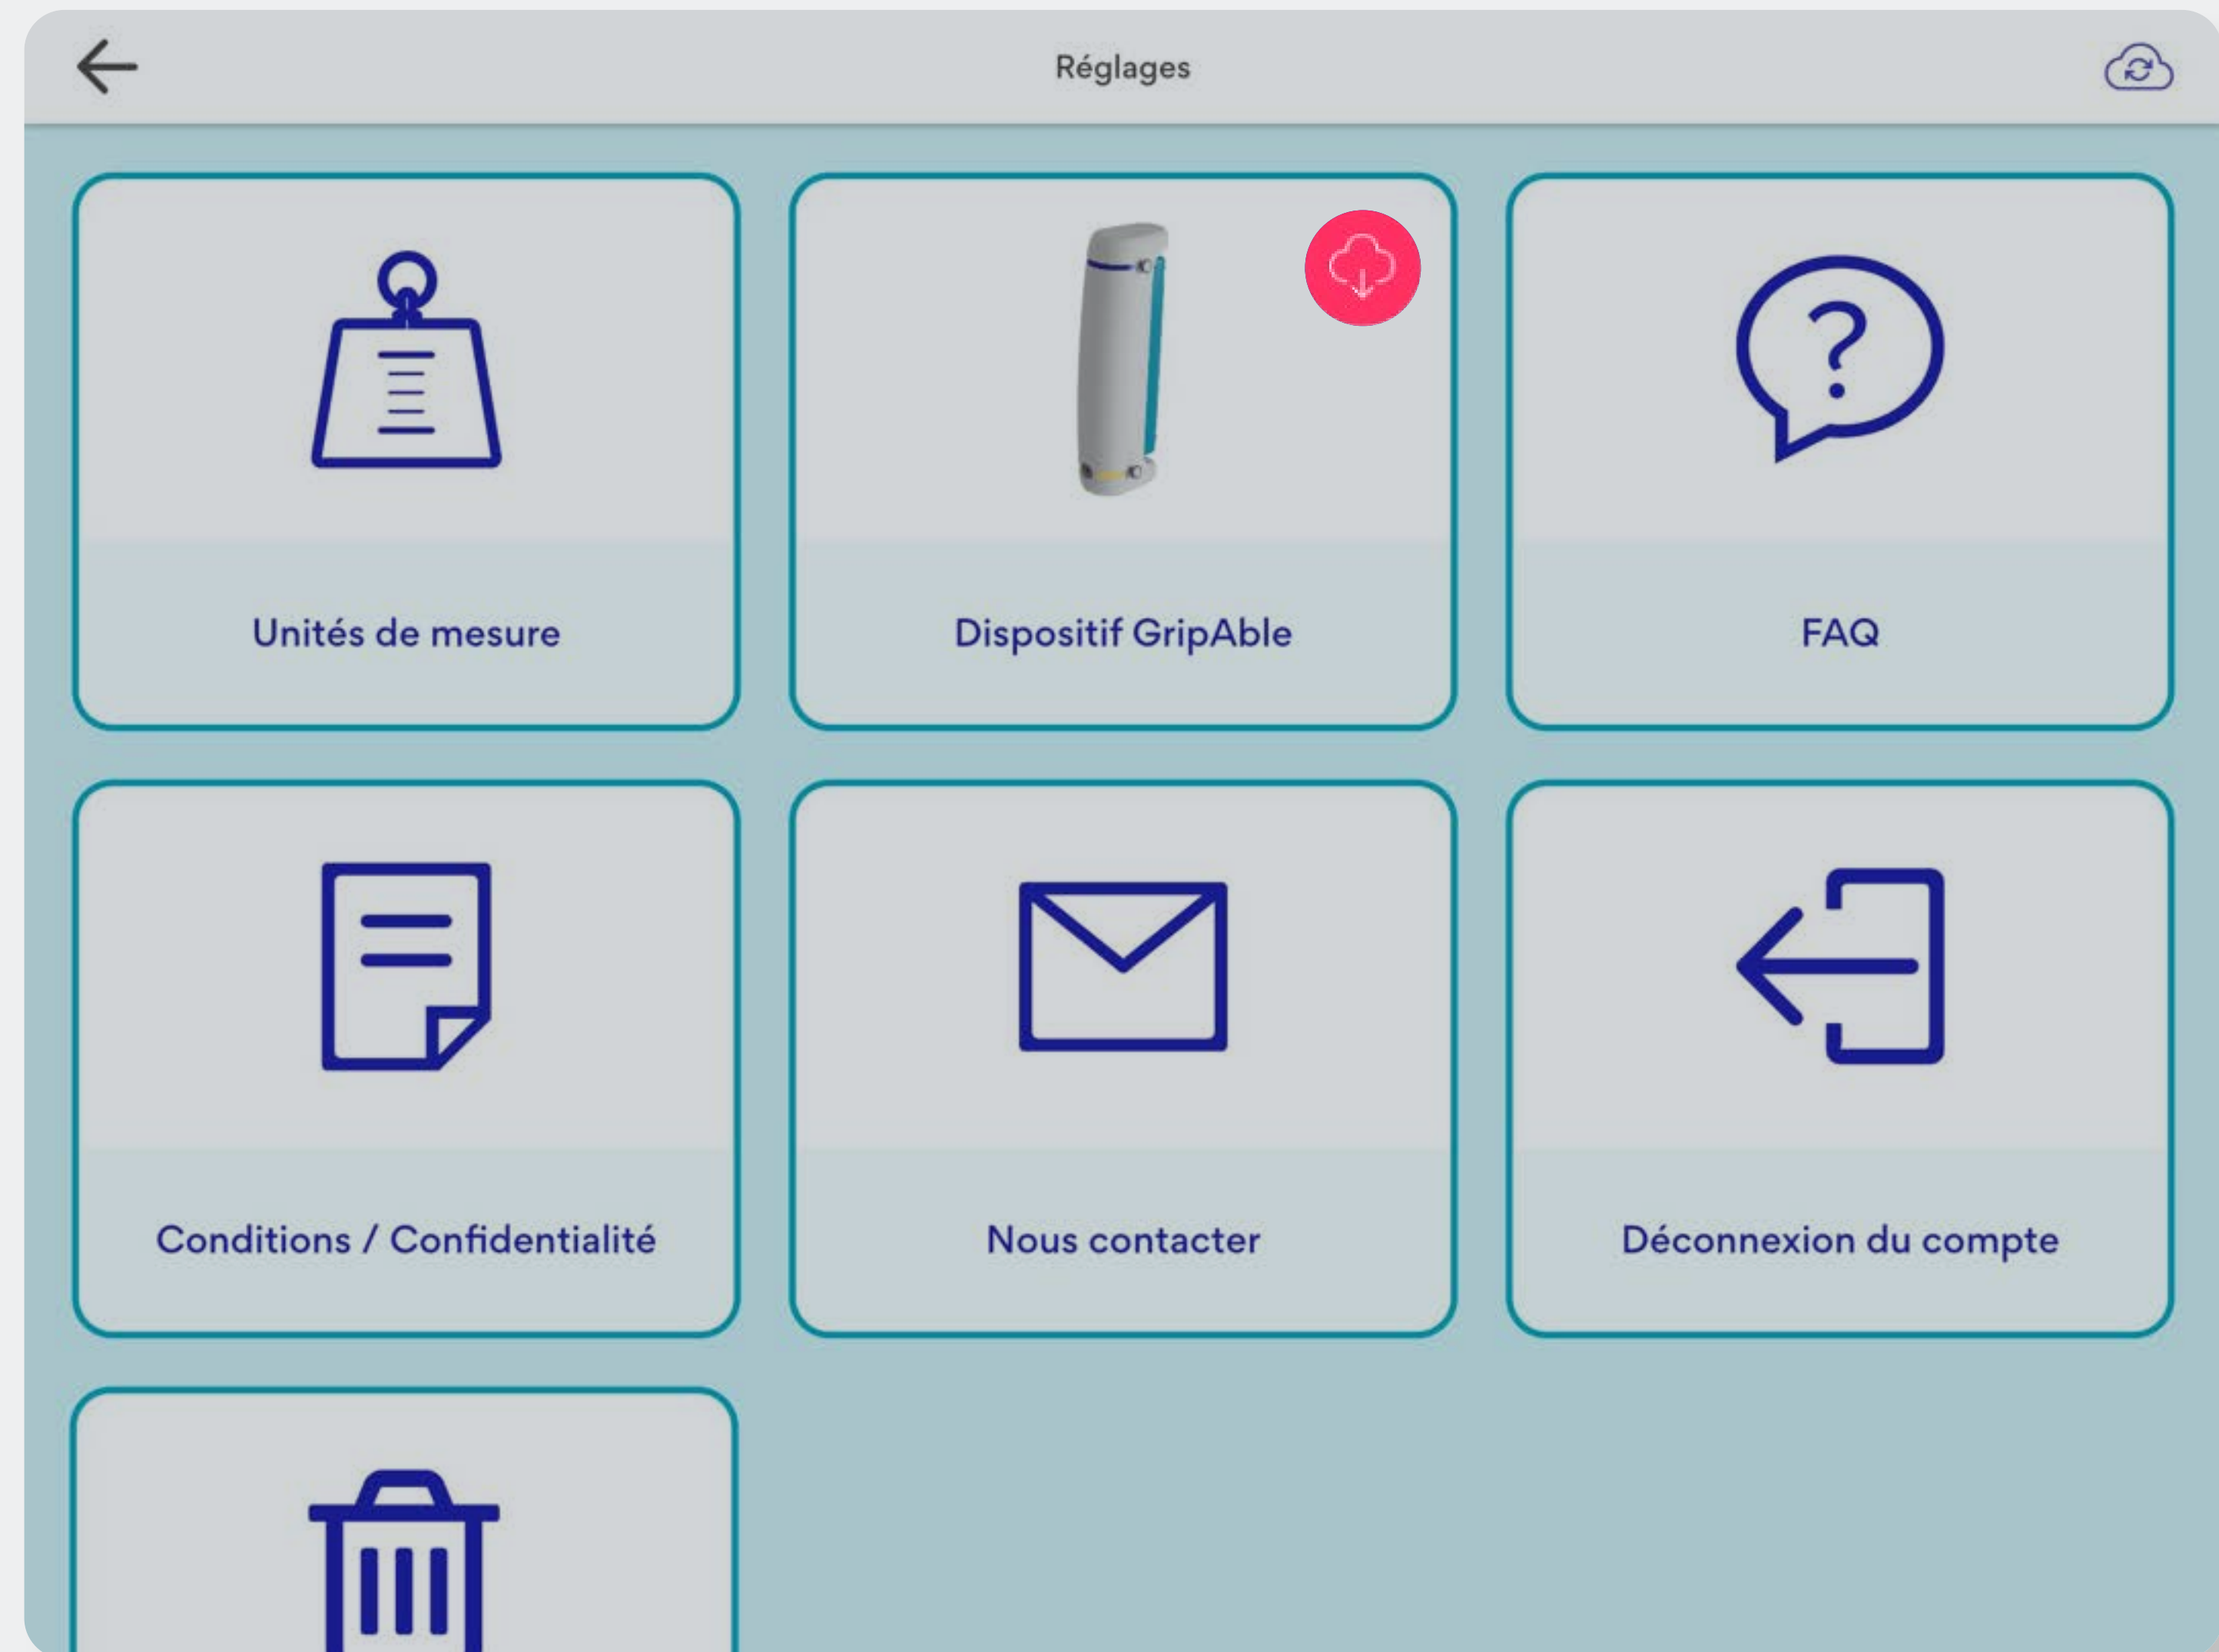 Réglages
Unités de mesure
Dispositif GripAble
FAQ
Conditions / Confidentialité
Nous contacter
Déconnexion du compte